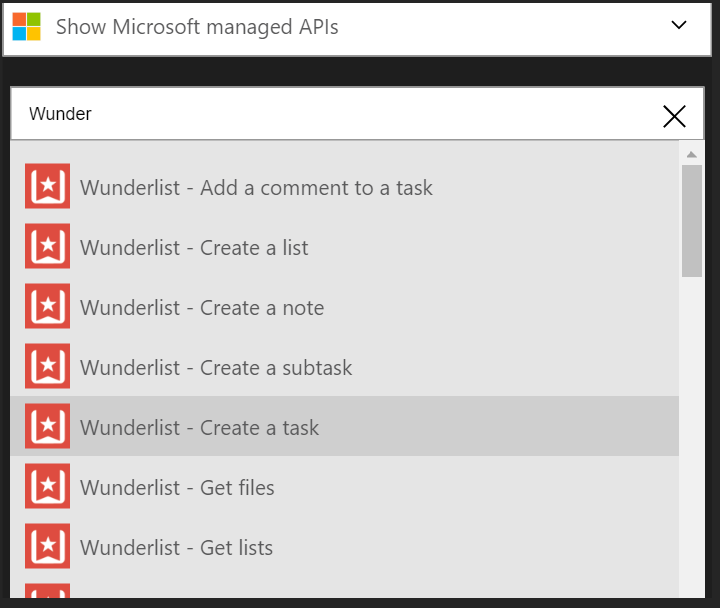 Show Microsoft managed APIs
Wunder
Wunderlist - Add a comment to a task
Wunderlist - Create a list
Wunderlist - Create a note
Wunderlist - Create a subtask
Wunderlist - Create a task
Wunderlist - Get files
Wunderlist - Get lists